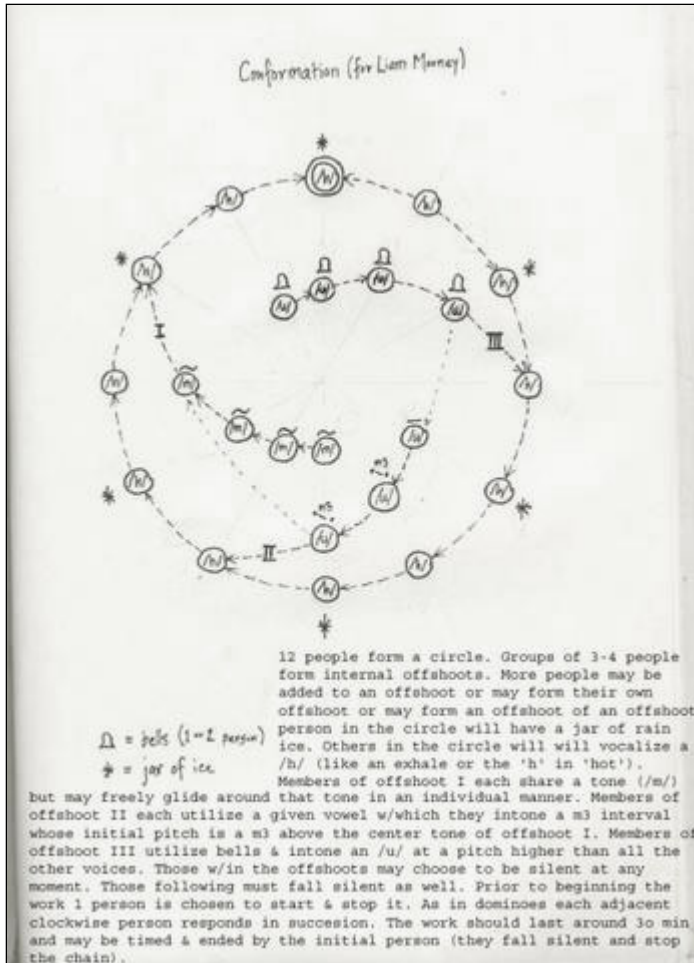 Conformation (for Liam Mooney)
*
/h/
/h/ /h/
* /h/ /h/ *
/u/ /u/ /u/ /u/
I III
/h/ /m/ /h/
/m/ /m/ /m/ /u/
m3
* /h/ /u/ /h/ *
m3
/u/
/h/ II /h/
/h/
*
12 people form a circle. Groups of 3-4 people
form internal offshoots. More people may be
added to an offshoot or may form their own
offshoot or may form an offshoot of an offshoot
person in the circle will have a jar of rain
= bells (1-2 person) ice. Others in the circle will will vocalize a
* = jar of ice /h/ (like an exhale or the 'h' in 'hot').
Members of offshoot I each share a tone (/m/)
but may freely glide around that tone in an individual manner. Members of
offshoot II each utilize a given vowel w/which they intone a m3 interval
whose initial pitch is a m3 above the center tone of offshoot I. Members of
offshoot III utilize bells & intone an /u/ at a pitch higher than all the
other voices. Those w/in the offshoots may choose to be silent at any
moment. Those following must fall silent as well. Prior to beginning the
work 1 person is chosen to start & stop it. As in dominoes each adjacent
clockwise person responds in succesion. The work should last around 3o min
and may be timed & ended by the initial person (they fall silent and stop
the chain).